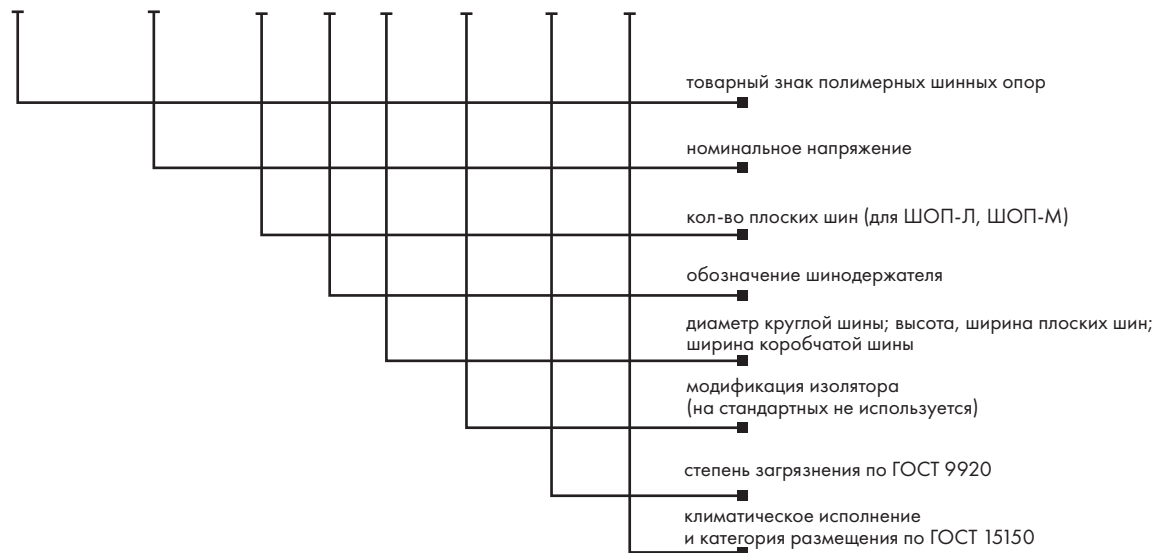 товарный знак полимерных шинных опор
номинальное напряжение
кол-во плоских шин (для ШОП-Л, ШОП-М)
обозначение шинодержателя
диаметр круглой шины; высота, ширина плоских шин;
ширина коробчатой шины
модификация изолятора
(на стандартных не используется)
степень загрязнения по ГОСТ 9920
климатическое исполнение
и категория размещения по ГОСТ 15150